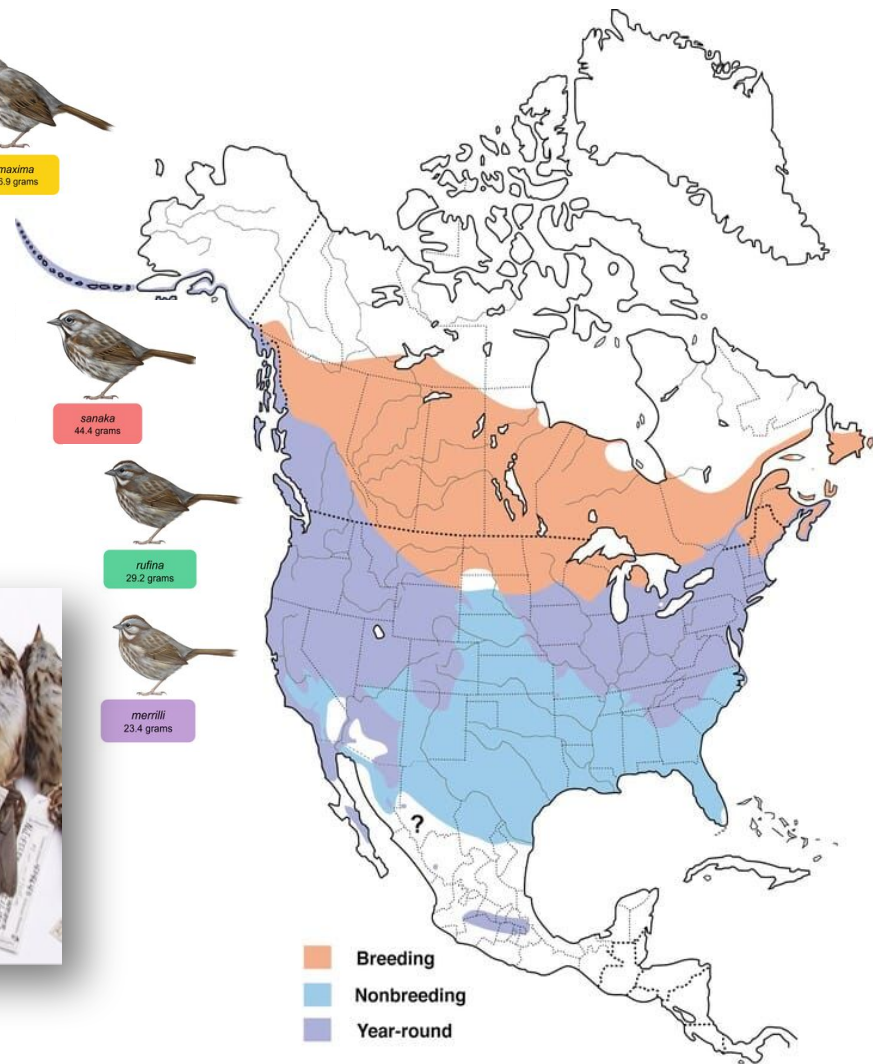 maxima
sanaka
44.4 grams
rufina
29.2 grams
merrilli
23.4 grams
?
Breeding
Nonbreeding
Year-round